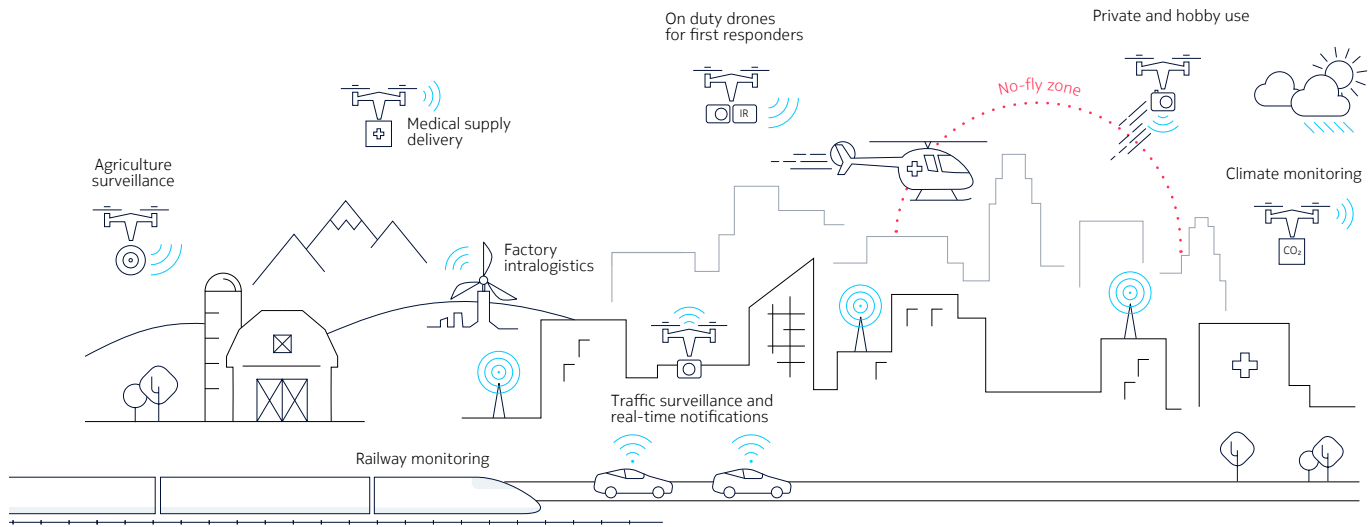 On duty drones
for first responders
Private and hobby use
No-fly zone
IR
Medical supply
delivery
Agriculture
surveillance
Climate monitoring
CO₂
Factory
intralogistics
Traffic surveillance and
real-time notifications
Railway monitoring